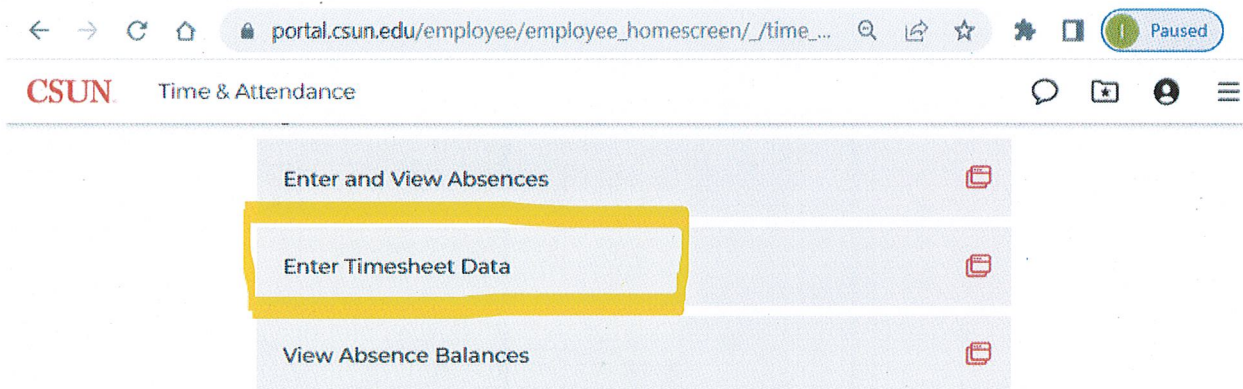 portal.csun.edu/employee/employee_homescreen/_/time_...
Paused
CSUN. Time & Attendance
Enter and View Absences
Enter Timesheet Data
View Absence Balances